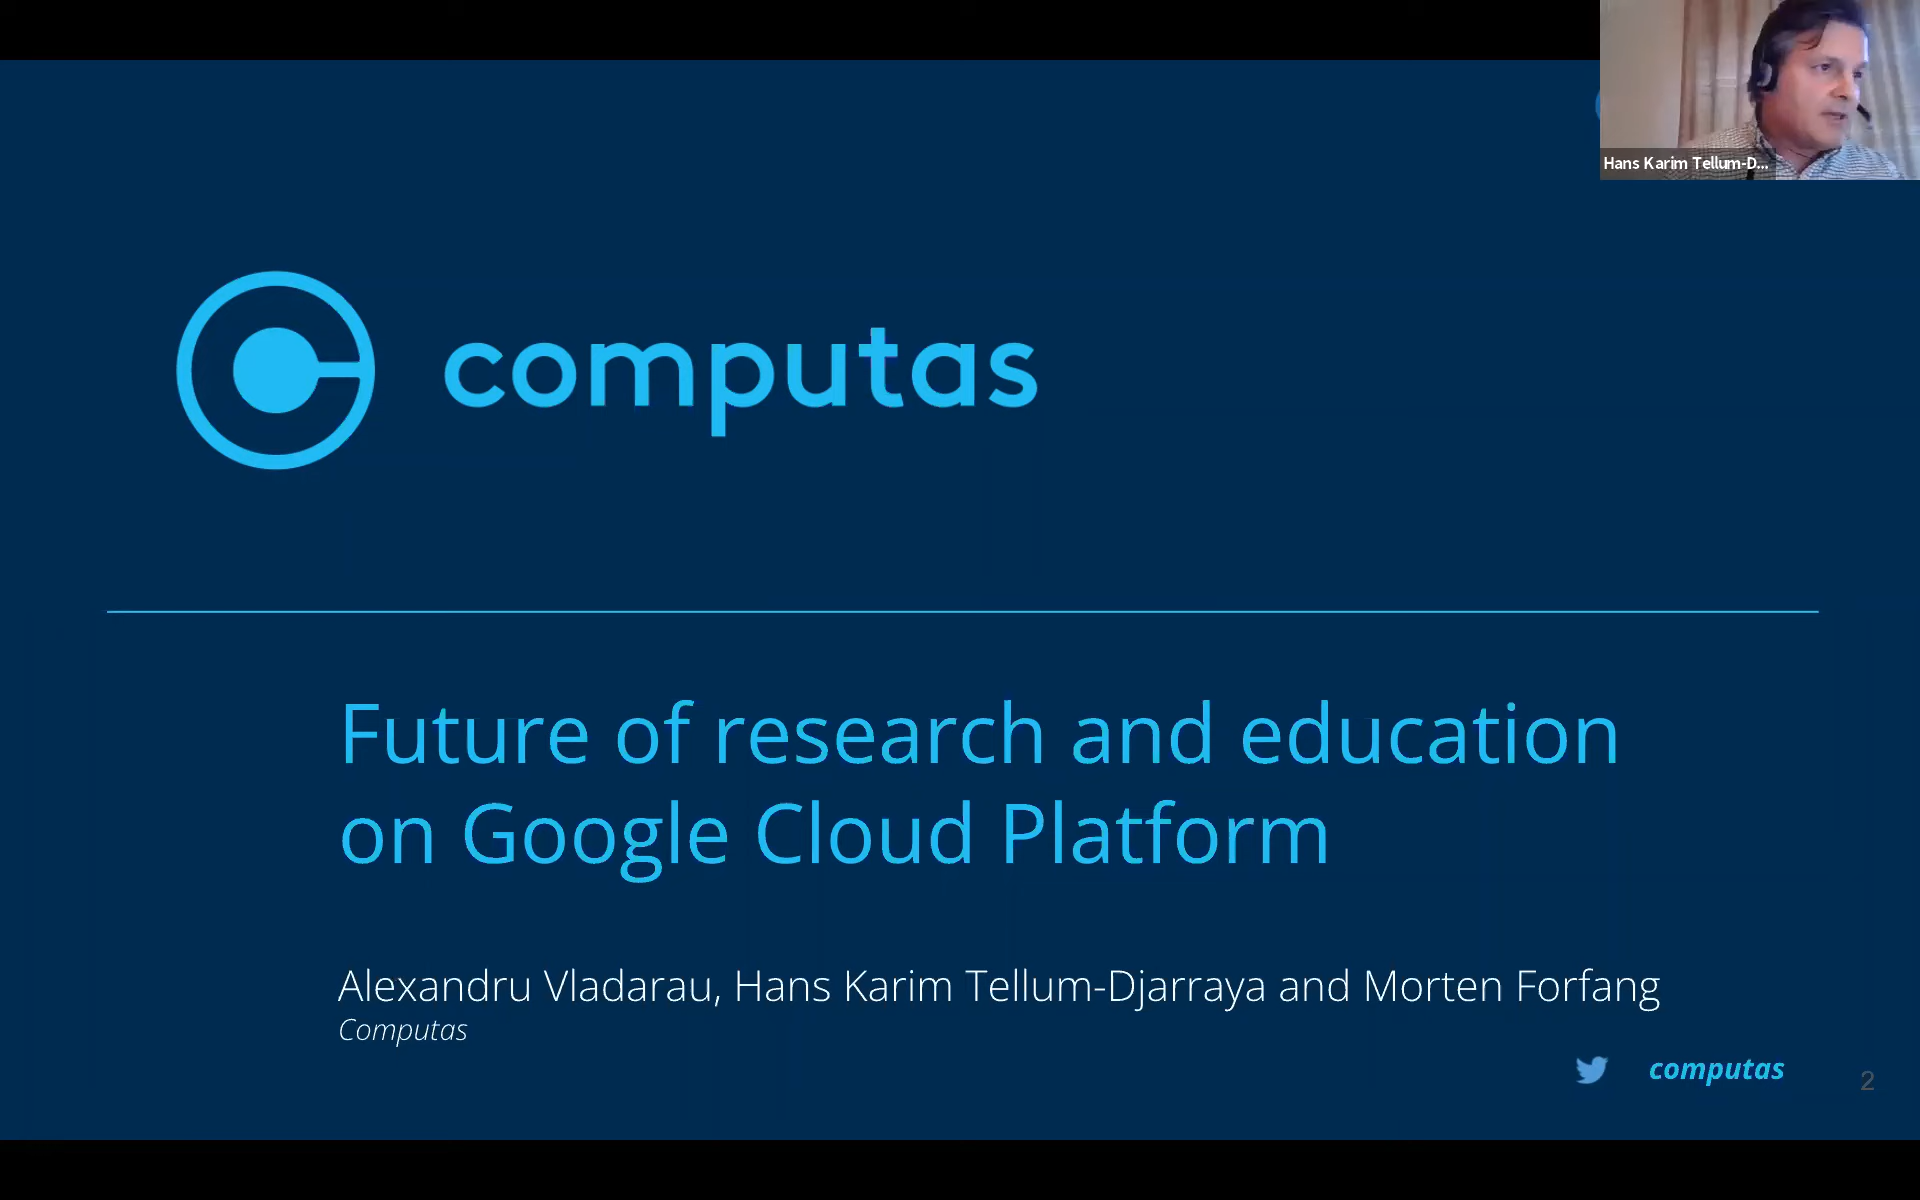 Hans Karim Tellum-D...
computas
Future of research and education
on Google Cloud Platform
Alexandru Vladarau, Hans Karim Tellum-Djarraya and Morten Forfang
Computas
computas
2